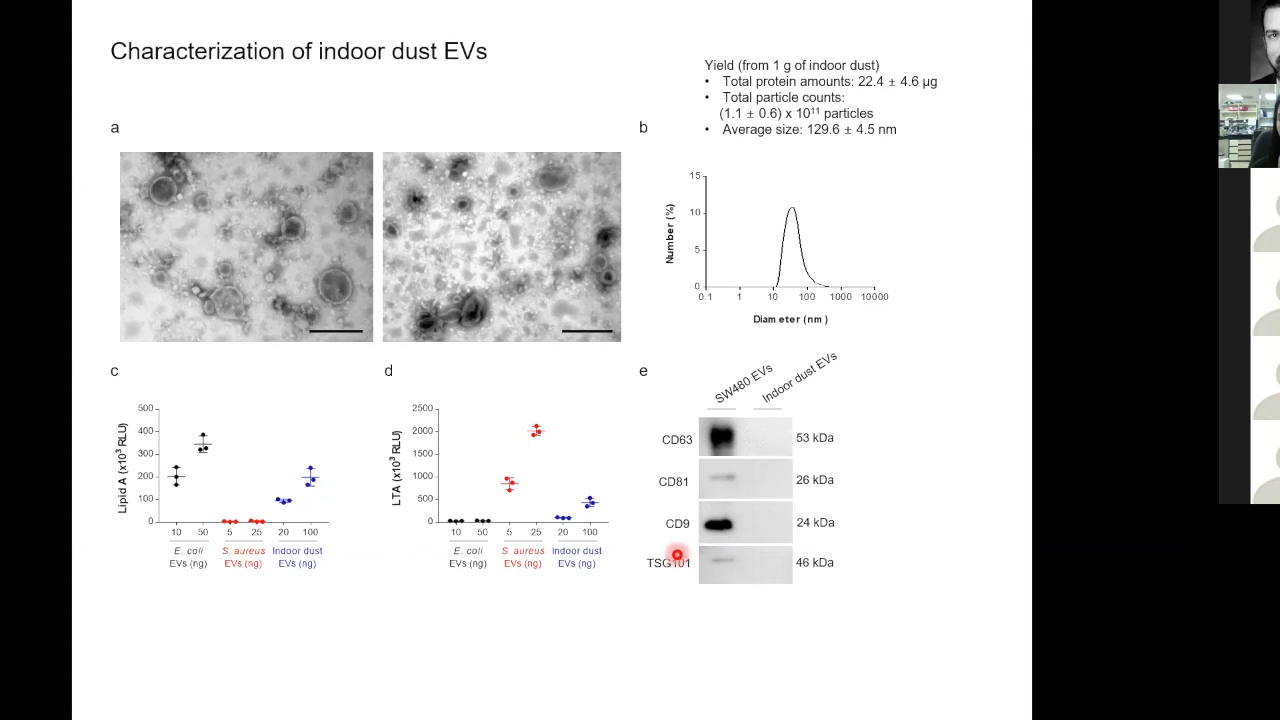 Characterization of indoor dust EVs
Yield (from 1 g of indoor dust)
• Total protein amounts: 22.4 ± 4.6 µg
• Total particle counts:
(1.1 ± 0.6) x 10¹¹ particles
• Average size: 129.6 ± 4.5 nm
a
b
15
10
5
0
Number (%)
0.1 1 10 100 1000 10000
Diameter (nm)
c
500
400
300
200
100
0
Lipid A (x10³ RLU)
10 50 5 25 20 100
E. coli S. aureus Indoor dust
EVs (ng) EVs (ng) EVs (ng)
d
2500
2000
1500
1000
500
0
LTA (x10³ RLU)
10 50 5 25 20 100
E. coli S. aureus Indoor dust
EVs (ng) EVs (ng) EVs (ng)
e
SW480 EVs
Indoor dust EVs
CD63 53 kDa
CD81 26 kDa
CD9 24 kDa
TSG101 46 kDa